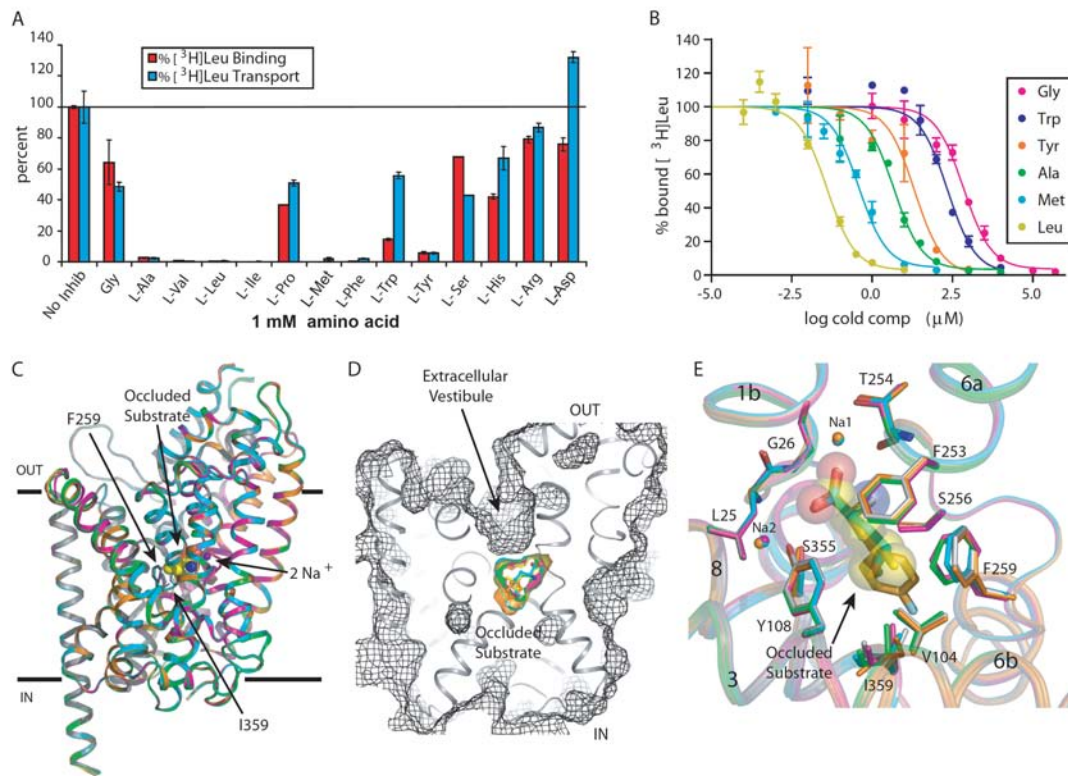 A
% [ ³H]Leu Binding
% [ ³H]Leu Transport
140
120
100
80
60
40
20
0
percent
No Inhib
Gly
L-Ala
L-Val
L-Leu
L-Ile
L-Pro
L-Met
L-Phe
L-Trp
L-Tyr
L-Ser
L-His
L-Arg
L-Asp
1 mM amino acid
B
140
120
100
80
60
40
20
0
% bound [ ³H]Leu
-5.0
-2.5
0.0
2.5
5.0
log cold comp (μM)
Gly
Trp
Tyr
Ala
Met
Leu
C
Occluded
Substrate
F259
OUT
2 Na⁺
IN
I359
D
Extracellular
Vestibule
OUT
Occluded
Substrate
IN
E
1b
T254
6a
Na1
G26
F253
S256
L25
Na2
8
S355
F259
Y108
Occluded
Substrate
V104
3
6b
I359